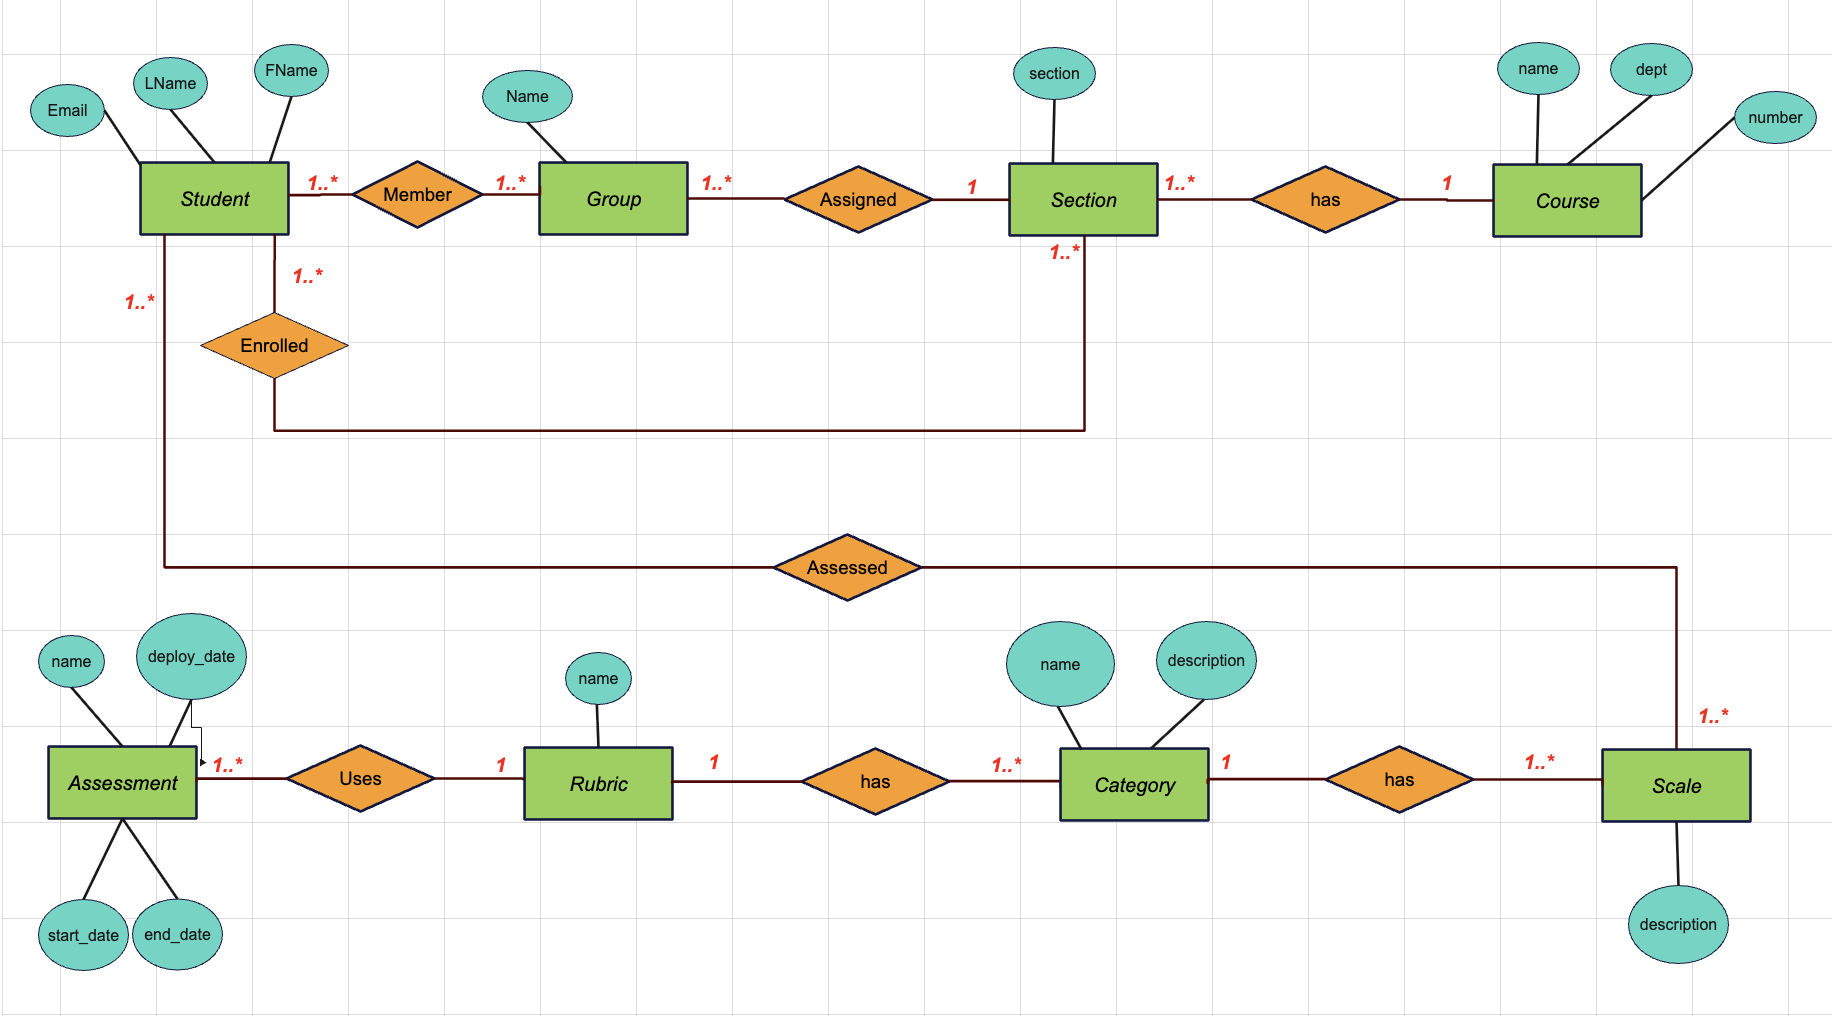 Email
LName
FName
Name
section
name
dept
number
Student
1..*
Member
1..*
Group
1..*
Assigned
1
Section
1..*
has
1
Course
1..*
1..*
1..*
Enrolled
Assessed
name
deploy_date
name
name
description
1..*
Assessment
1..*
Uses
1
Rubric
1
has
1..*
Category
1
has
1..*
Scale
start_date
end_date
description